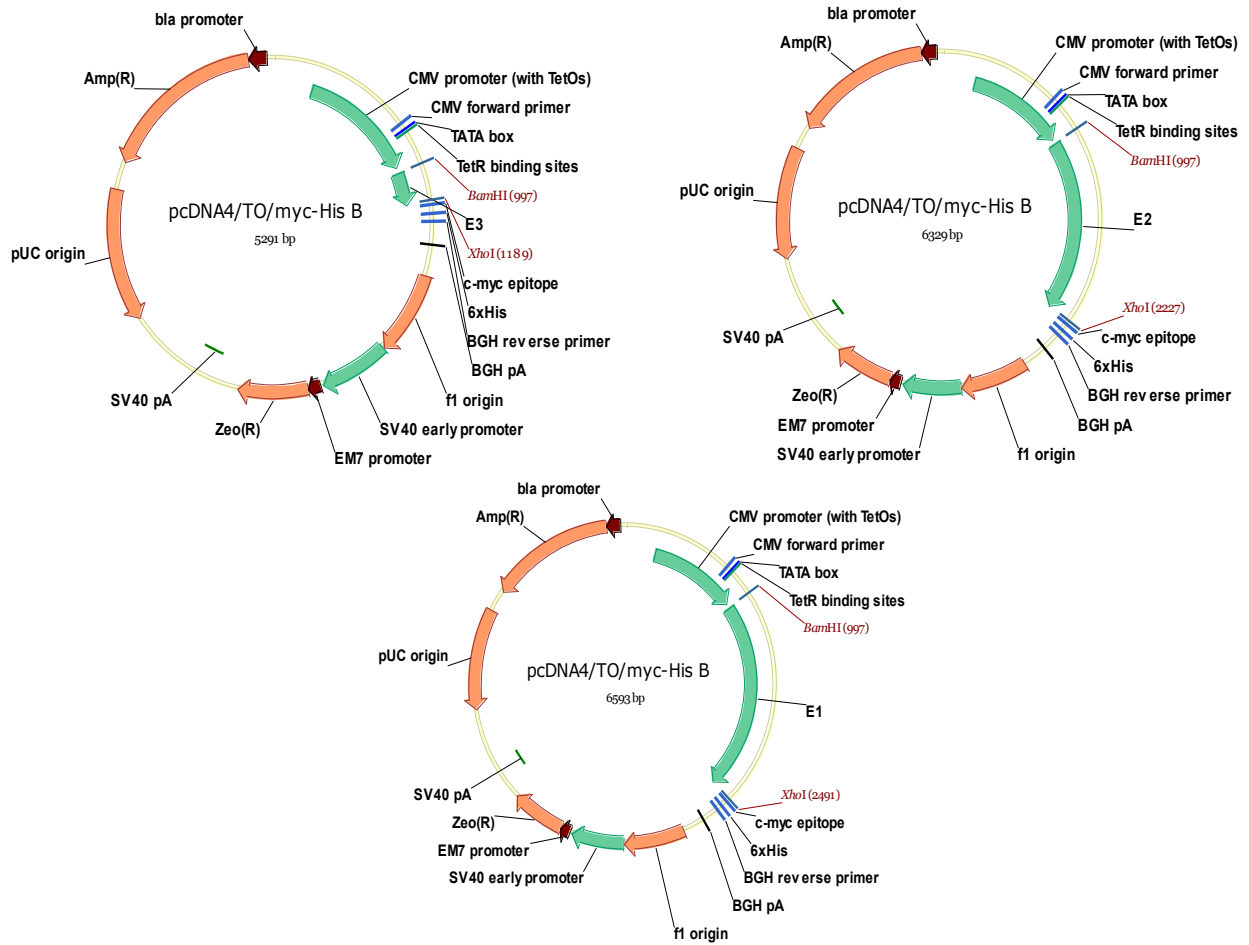 bla promoter
Amp(R)
CMV promoter (with TetOs)
CMV forward primer
TATA box
TetR binding sites
BamHI (997)
pcDNA4/TO/myc-His B
5291 bp
E3
XhoI (1189)
pUC origin
c-myc epitope
6xHis
BGH reverse primer
BGH pA
SV40 pA
f1 origin
Zeo(R)
SV40 early promoter
EM7 promoter
bla promoter
Amp(R)
CMV promoter (with TetOs)
CMV forward primer
TATA box
TetR binding sites
BamHI (997)
pUC origin
pcDNA4/TO/myc-His B
6329 bp
E2
XhoI (2227)
SV40 pA
c-myc epitope
6xHis
BGH reverse primer
Zeo(R)
BGH pA
EM7 promoter
SV40 early promoter
f1 origin
bla promoter
Amp(R)
CMV promoter (with TetOs)
CMV forward primer
TATA box
TetR binding sites
BamHI (997)
pUC origin
pcDNA4/TO/myc-His B
6593 bp
E1
SV40 pA
XhoI (2491)
Zeo(R)
c-myc epitope
EM7 promoter
6xHis
SV40 early promoter
BGH reverse primer
BGH pA
f1 origin